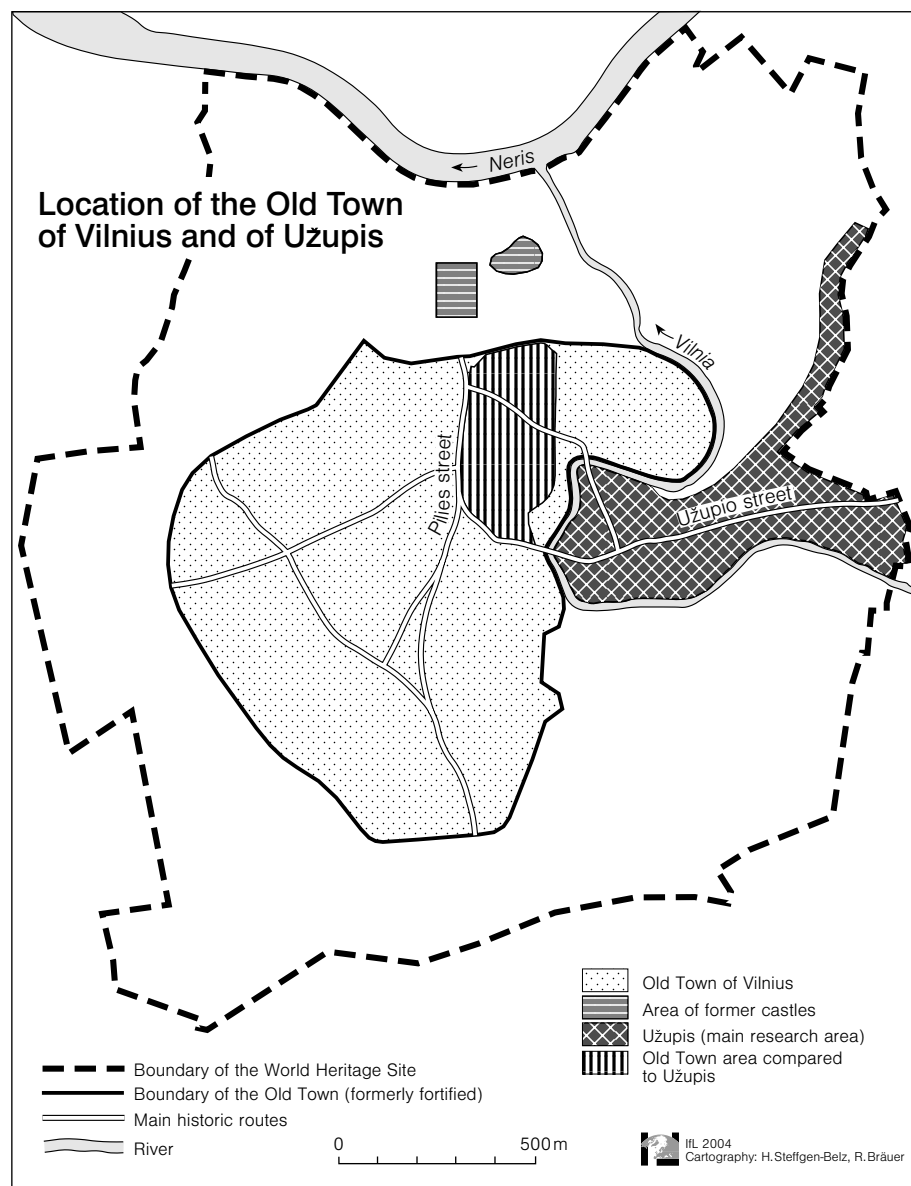 Neris
Location of the Old Town
of Vilnius and of Užupis
Vilnia
Pilies street
Užupio street
Old Town of Vilnius
Area of former castles
Užupis (main research area)
Old Town area compared
to Užupis
Boundary of the World Heritage Site
Boundary of the Old Town (formerly fortified)
Main historic routes
River
0 500 m
IfL 2004
Cartography: H.Steffgen-Belz, R.Bräuer